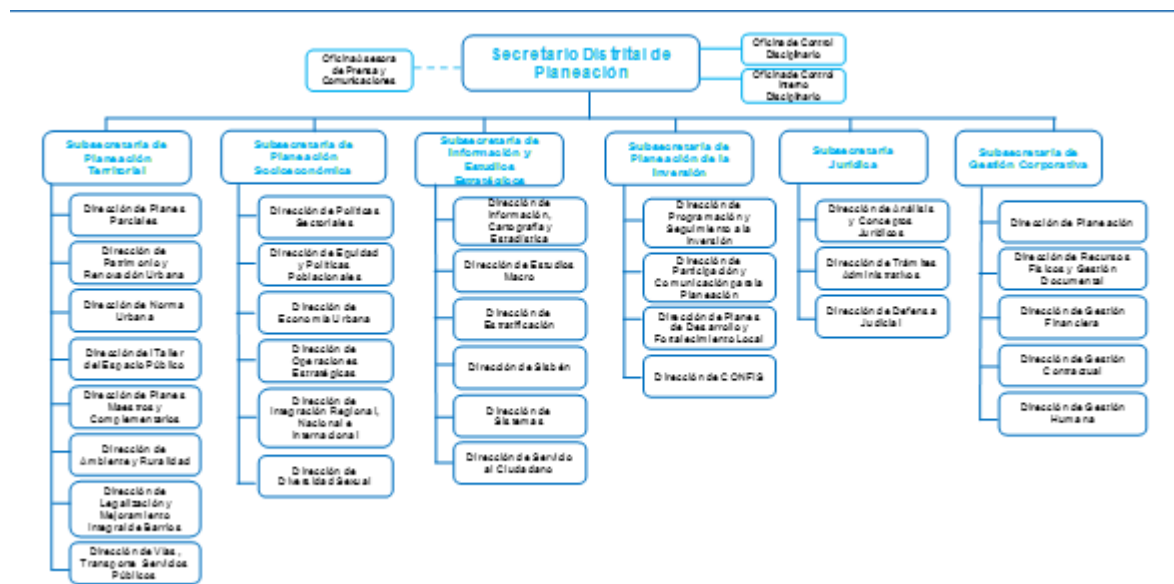 Oficina Asesora
de Prensa y
Comunicaciones
Secretario Distrital de
Planeación
Oficina de Control
Disciplinario
Oficina de Control
Interno
Disciplinario
Subsecretaría de
Planeación
Territorial
Dirección de Planes
Parciales
Dirección de
Patrimonio y
Renovación Urbana
Dirección de Norma
Urbana
Dirección del Taller
del Espacio Público
Dirección de Planes
Maestros y
Complementarios
Dirección de
Ambiente y Ruralidad
Dirección de
Legalización y
Mejoramiento
Integral de Barrios
Dirección de Vías,
Transporte Servicios
Públicos
Subsecretaría de
Planeación
Socioeconómica
Dirección de Políticas
Sectoriales
Dirección de Equidad
y Políticas
Poblacionales
Dirección de
Economía Urbana
Dirección de
Operaciones
Estratégicas
Dirección de
Integración Regional,
Nacional e
Internacional
Dirección de
Diversidad Sexual
Subsecretaría de
Información y
Estudios
Estratégicos
Dirección de
Información,
Cartografía y
Estadística
Dirección de Estudios
Macro
Dirección de
Estratificación
Dirección de Sisbén
Dirección de
Sistemas
Dirección de Servicio
al Ciudadano
Subsecretaría de
Planeación de la
Inversión
Dirección de
Programación y
Seguimiento a la
Inversión
Dirección de
Participación y
Comunicación para la
Planeación
Dirección de Planes
de Desarrollo y
Fortalecimiento Local
Dirección de CONFIS
Subsecretaría
Jurídica
Dirección de Análisis
y Conceptos
Jurídicos
Dirección de Trámites
Administrativos
Dirección de Defensa
Judicial
Subsecretaría de
Gestión Corporativa
Dirección de Planeación
Dirección de Recursos
Físicos y Gestión
Documental
Dirección de Gestión
Financiera
Dirección de Gestión
Contractual
Dirección de Gestión
Humana